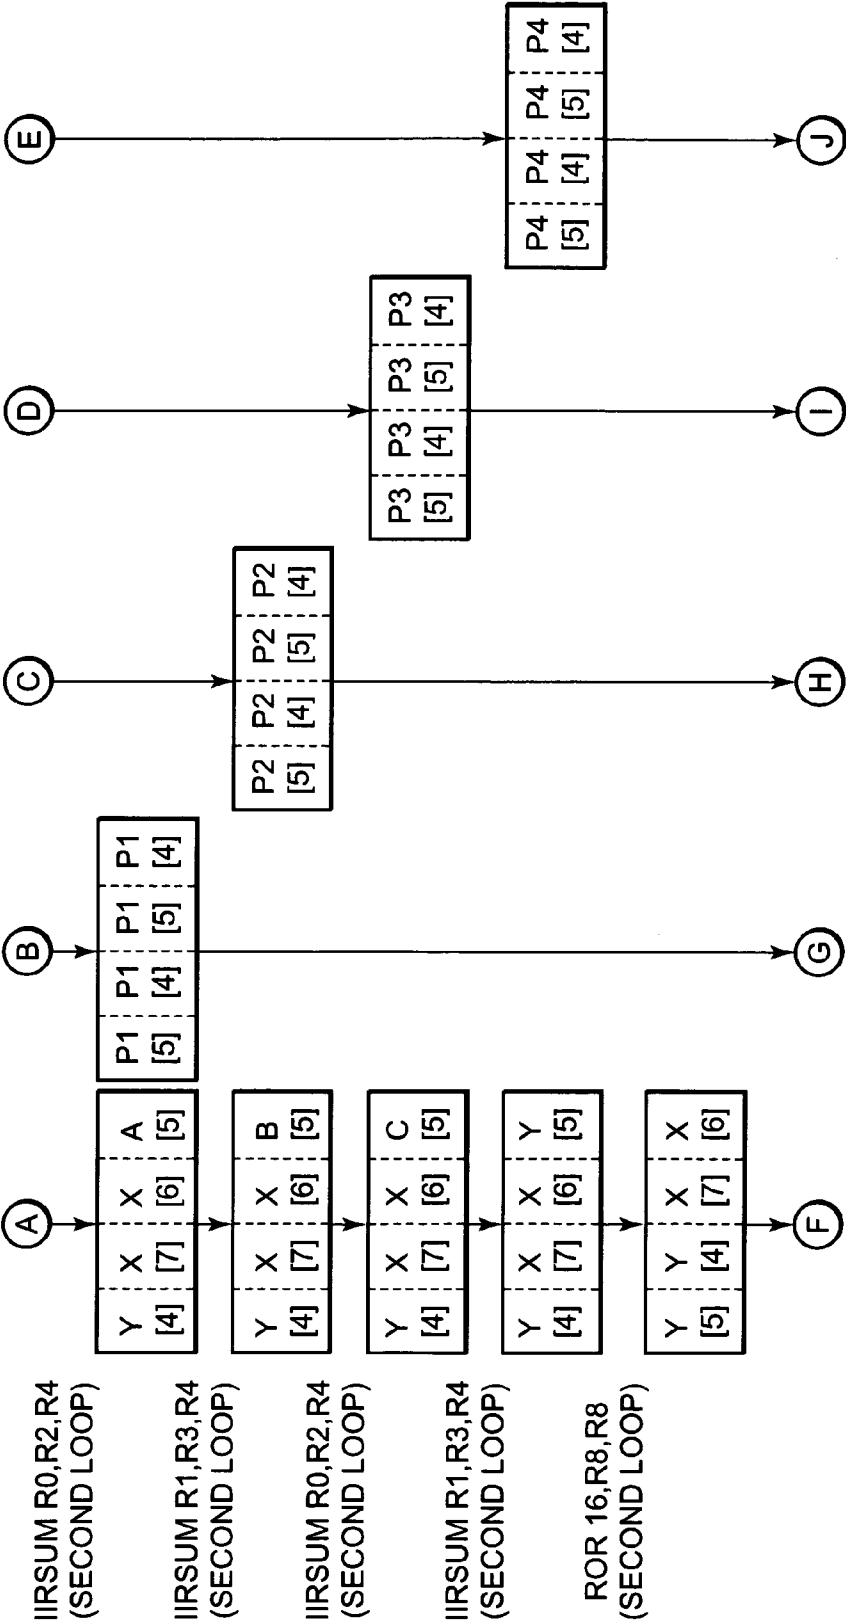 A B C D E
IIRSUM R0,R2,R4
(SECOND LOOP)
Y X X A P1 P1 P1 P1
[4] [7] [6] [5] [5] [4] [5] [4]
IIRSUM R1,R3,R4
(SECOND LOOP)
Y X X B P2 P2 P2 P2
[4] [7] [6] [5] [5] [4] [5] [4]
IIRSUM R0,R2,R4
(SECOND LOOP)
Y X X C P3 P3 P3 P3
[4] [7] [6] [5] [5] [4] [5] [4]
IIRSUM R1,R3,R4
(SECOND LOOP)
Y X X Y P4 P4 P4 P4
[4] [7] [6] [5] [5] [4] [5] [4]
ROR 16,R8,R8
(SECOND LOOP)
Y Y X X
[5] [4] [7] [6]
F G H I J